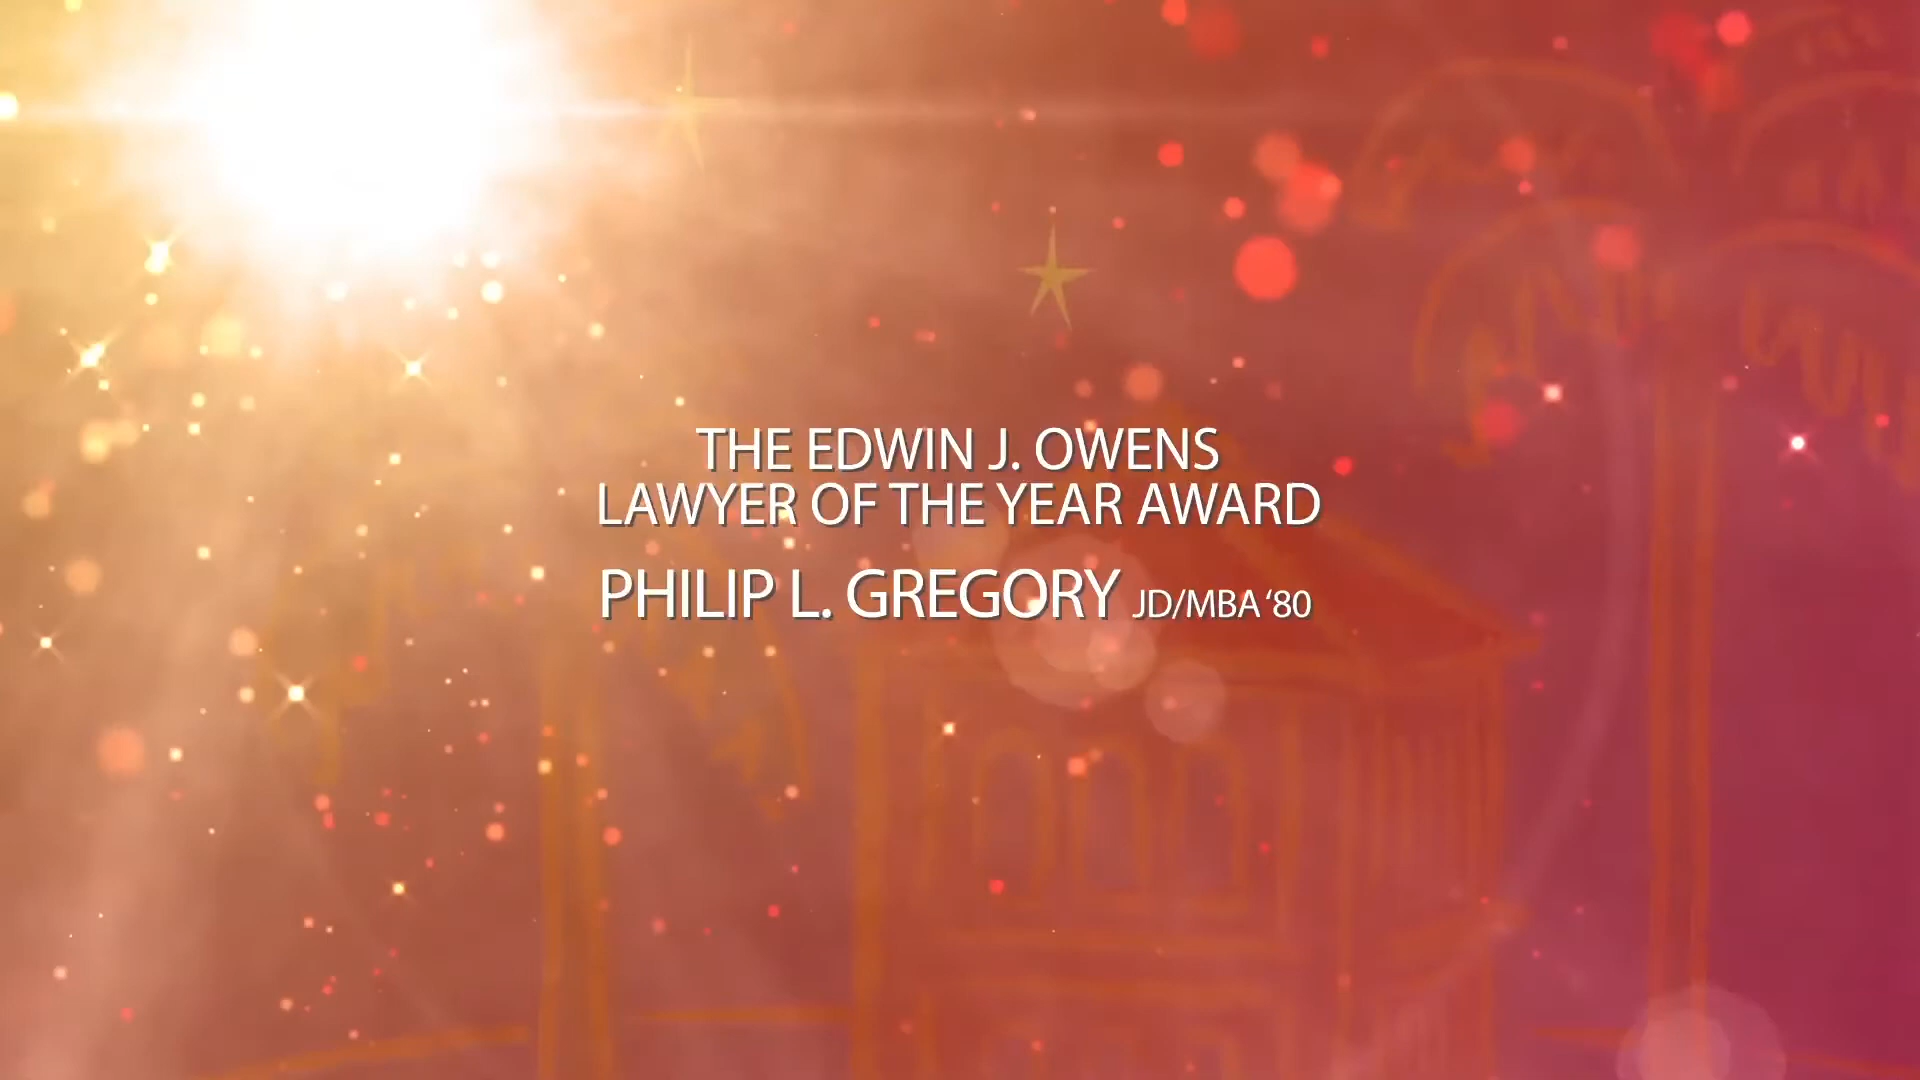 THE EDWIN J. OWENS
LAWYER OF THE YEAR AWARD
PHILIP L. GREGORY JD/MBA ‘80